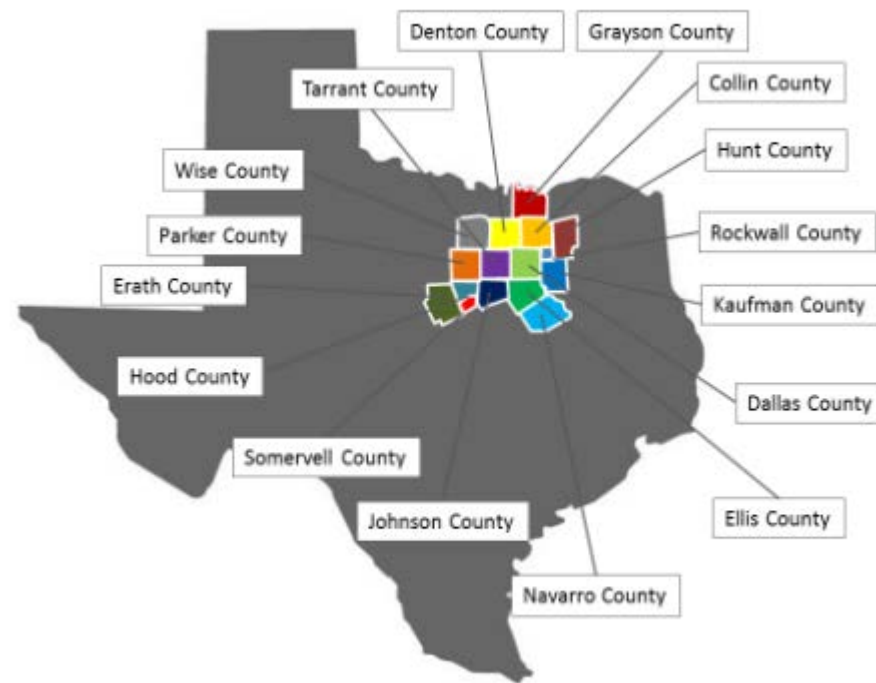 Denton County
Grayson County
Tarrant County
Collin County
Wise County
Hunt County
Parker County
Rockwall County
Erath County
Kaufman County
Hood County
Dallas County
Somervell County
Johnson County
Ellis County
Navarro County